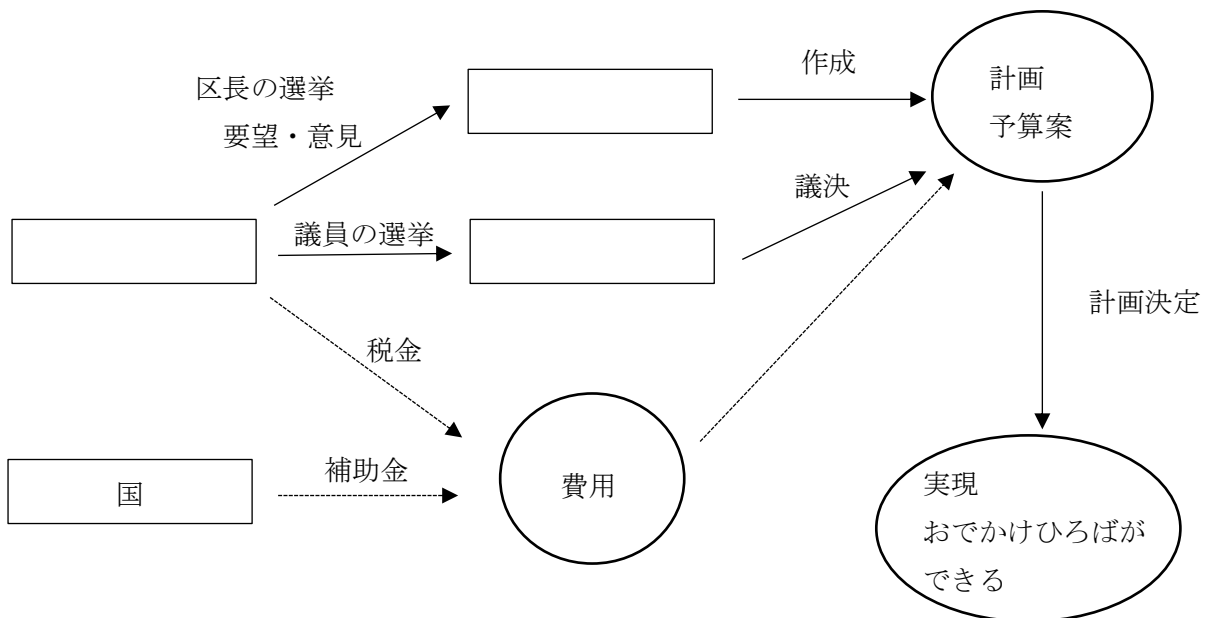 区長の選挙
要望・意見
作成
計画
予算案
議員の選挙
議決
計画決定
税金
国
補助金
費用
実現
おでかけひろばが
できる